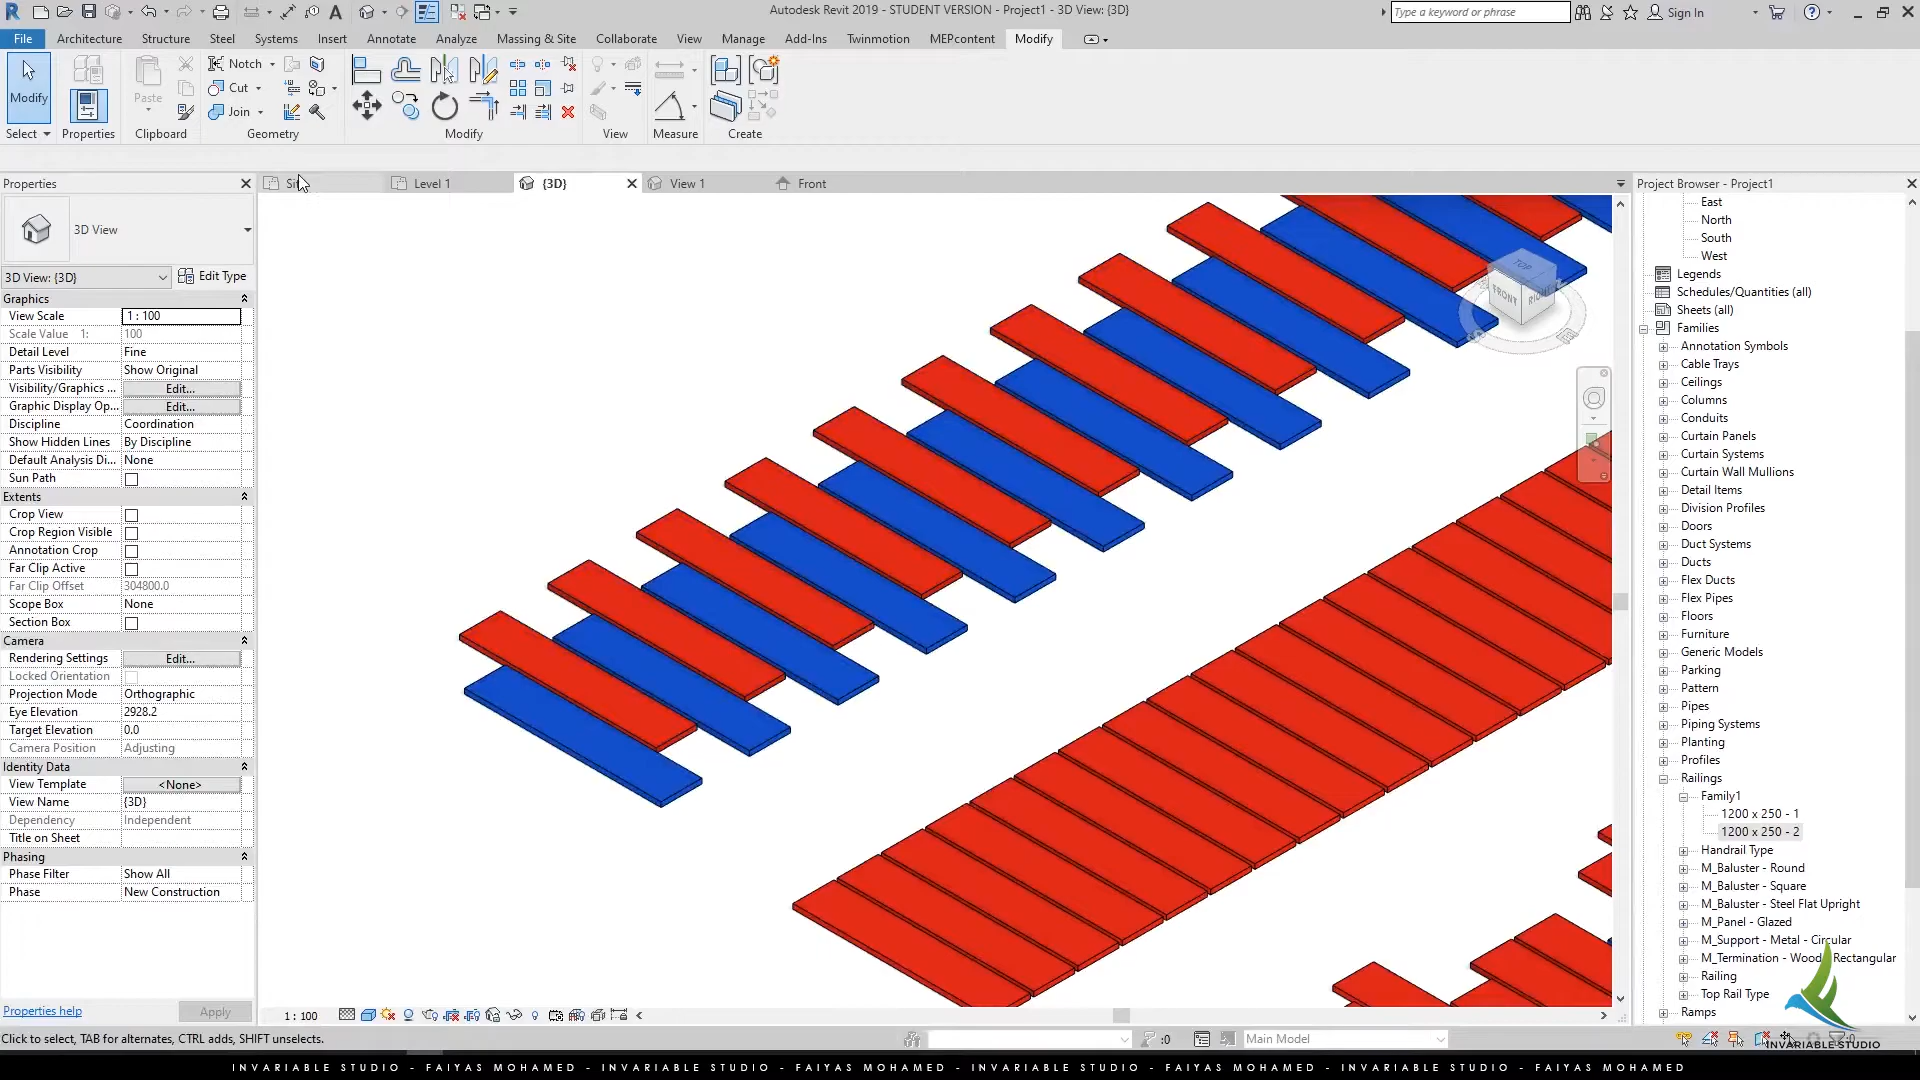 Autodesk Revit 2019 - STUDENT VERSION - Project1 - 3D View: {3D}
Type a keyword or phrase
Sign In
File Architecture Structure Steel Systems Insert Annotate Analyze Massing & Site Collaborate View Manage Add-Ins Twinmotion MEPcontent Modify
Modify
Paste
Notch
Cut
Join
Select Properties Clipboard Geometry Modify View Measure Create
Properties
Level 1
{3D}
View 1
Front
Project Browser - Project1
3D View
3D View: {3D}
Edit Type
Graphics
View Scale 1 : 100
Scale Value 1: 100
Detail Level Fine
Parts Visibility Show Original
Visibility/Graphics ... Edit...
Graphic Display Op... Edit...
Discipline Coordination
Show Hidden Lines By Discipline
Default Analysis Di... None
Sun Path
Extents
Crop View
Crop Region Visible
Annotation Crop
Far Clip Active
Far Clip Offset 304800.0
Scope Box None
Section Box
Camera
Rendering Settings Edit...
Locked Orientation
Projection Mode Orthographic
Eye Elevation 2928.2
Target Elevation 0.0
Camera Position Adjusting
Identity Data
View Template <None>
View Name {3D}
Dependency Independent
Title on Sheet
Phasing
Phase Filter Show All
Phase New Construction
Properties help
Apply
TOP
FRONT
RIGHT
East
North
South
West
Legends
Schedules/Quantities (all)
Sheets (all)
Families
Annotation Symbols
Cable Trays
Ceilings
Columns
Conduits
Curtain Panels
Curtain Systems
Curtain Wall Mullions
Detail Items
Division Profiles
Doors
Duct Systems
Ducts
Flex Ducts
Flex Pipes
Floors
Furniture
Generic Models
Parking
Pattern
Pipes
Piping Systems
Planting
Profiles
Railings
Family1
1200 x 250 - 1
1200 x 250 - 2
Handrail Type
M_Baluster - Round
M_Baluster - Square
M_Baluster - Steel Flat Upright
M_Panel - Glazed
M_Support - Metal - Circular
M_Termination - Wood Rectangular
Railing
Top Rail Type
Ramps
1 : 100
Click to select, TAB for alternates, CTRL adds, SHIFT unselects.
:0
Main Model
INVARIABLE STUDIO
INVARIABLE STUDIO - FAIYAS MOHAMED - INVARIABLE STUDIO - FAIYAS MOHAMED - INVARIABLE STUDIO - FAIYAS MOHAMED - INVARIABLE STUDIO - FAIYAS MOHAMED